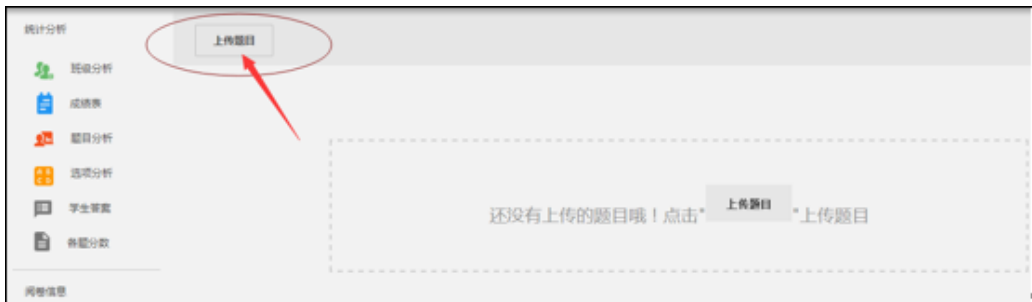 统计分析
上传题目
班级分析
成绩表
题目分析
选项分析
学生答案
各题分数
还没有上传的题目哦！点击"上传题目"上传题目
阅卷信息